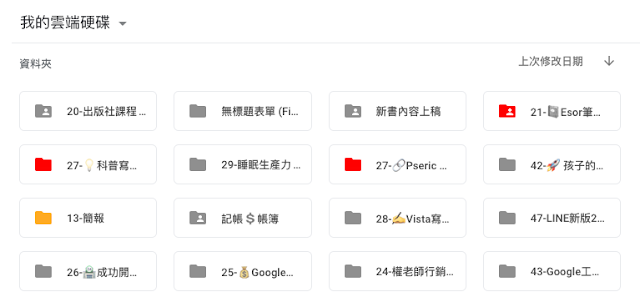 我的雲端硬碟
資料夾
上次修改日期
20-出版社課程 ...
無標題表單 (Fi...
新書內容上稿
21-📓Esor筆...
27-💡科普寫...
29-睡眠生產力 ...
27-🔗Pseric ...
42-🚀 孩子的...
13-簡報
記帳💲帳簿
28-✍️Vista寫...
47-LINE新版2...
26-🤖成功開...
25-💰Google...
24-權老師行銷...
43-Google工...